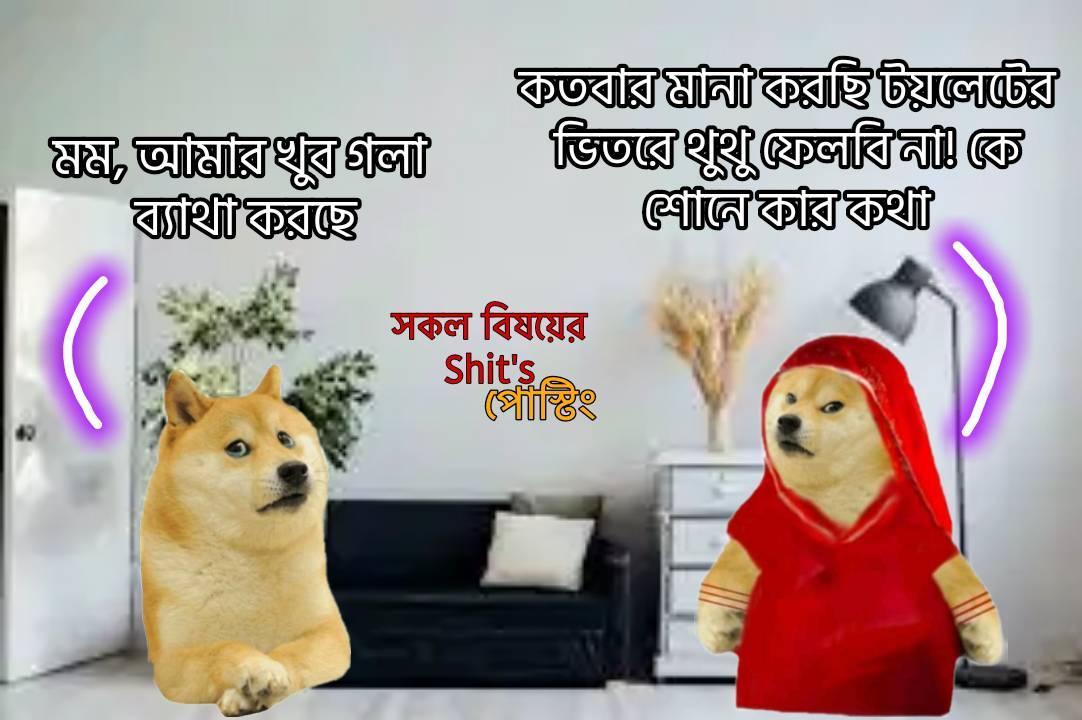 মম, আমার খুব গলা
ব্যাথা করছে
কতবার মানা করছি টয়লেটের
ভিতরে থুথু ফেলবি না! কে
শোনে কার কথা
সকল বিষয়ের
Shit's
পোস্টিং